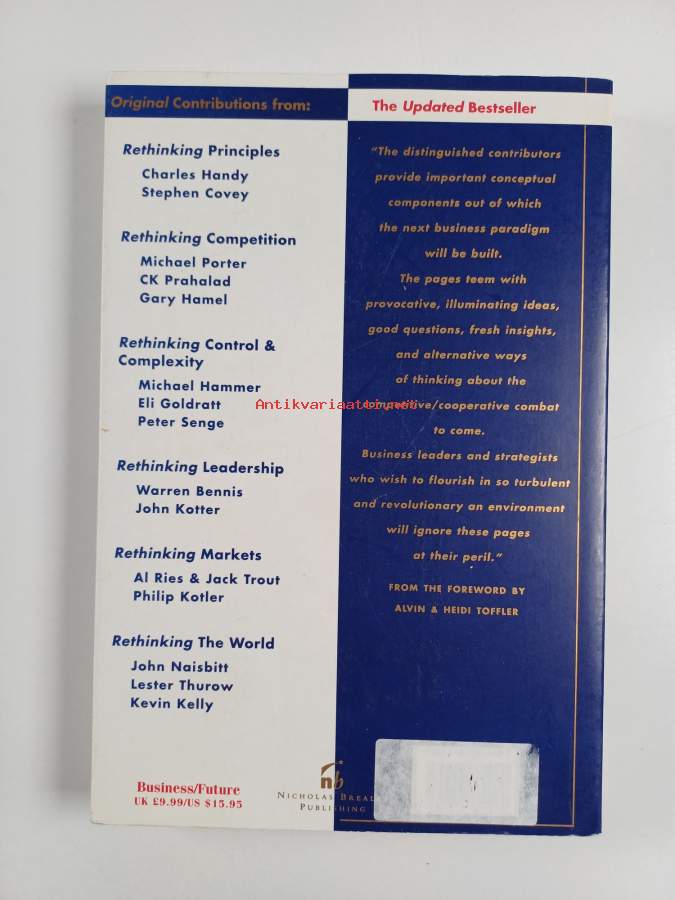 Original Contributions from:
Rethinking Principles
Charles Handy
Stephen Covey
Rethinking Competition
Michael Porter
CK Prahalad
Gary Hamel
Rethinking Control &
Complexity
Michael Hammer
Eli Goldratt
Peter Senge
Rethinking Leadership
Warren Bennis
John Kotter
Rethinking Markets
Al Ries & Jack Trout
Philip Kotler
Rethinking The World
John Naisbitt
Lester Thurow
Kevin Kelly
Business/Future
UK £9.99/US $15.95
The Updated Bestseller
"The distinguished contributors
provide important conceptual
components out of which
the next business paradigm
will be built.
The pages teem with
provocative, illuminating ideas,
good questions, fresh insights,
and alternative ways
of thinking about the
/cooperative combat
to come.
Business leaders and strategists
who wish to flourish in so turbulent
and revolutionary an environment
will ignore these pages
at their peril."
FROM THE FOREWORD BY
ALVIN & HEIDI TOFFLER
nb
NICHOLAS BREAL
PUBLISHING